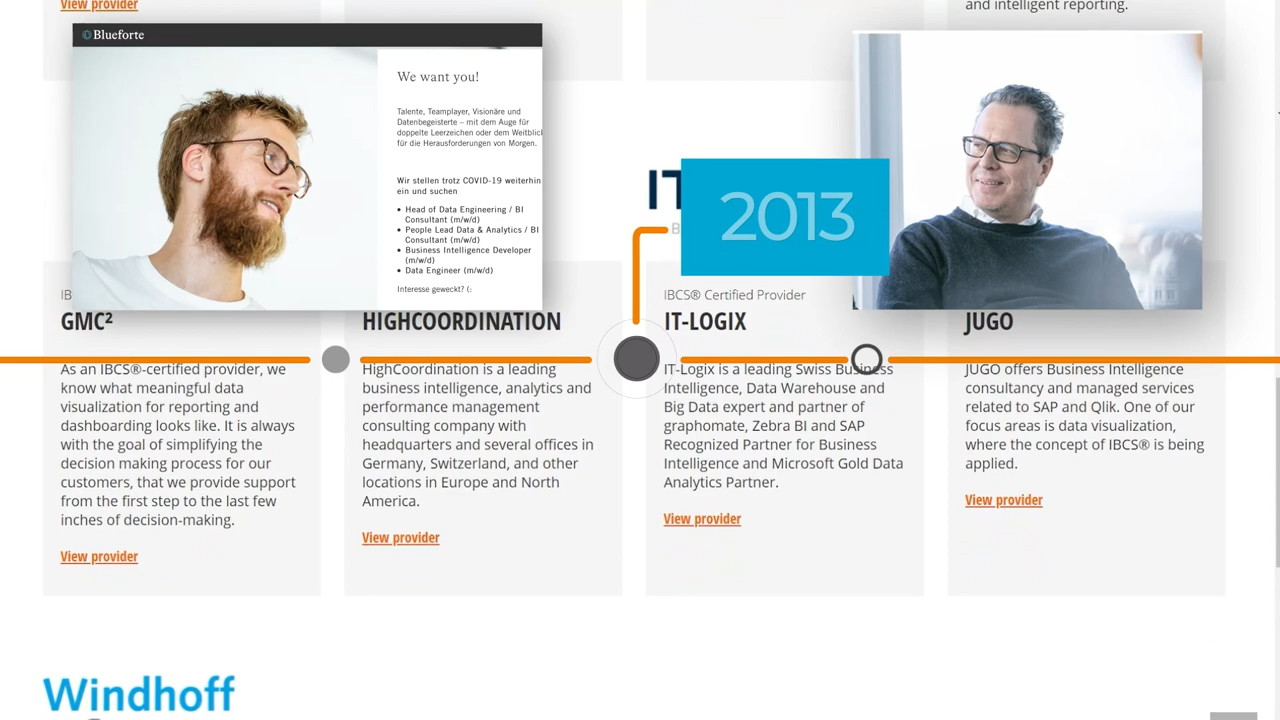 View provider
and intelligent reporting.
Blueforte
We want you!
Talente, Teamplayer, Visionäre und
Datenbegeisterte – mit dem Auge für
doppelte Leerzeichen oder dem Weitblick
für die Herausforderungen von Morgen.
Wir stellen trotz COVID-19 weiterhin
ein und suchen
• Head of Data Engineering / BI
Consultant (m/w/d)
• People Lead Data & Analytics / BI
Consultant (m/w/d)
• Business Intelligence Developer
(m/w/d)
• Data Engineer (m/w/d)
Interesse geweckt? (:
IT
2013
B
IB
GMC²
As an IBCS®-certified provider, we
know what meaningful data
visualization for reporting and
dashboarding looks like. It is always
with the goal of simplifying the
decision making process for our
customers, that we provide support
from the first step to the last few
inches of decision-making.
View provider
HIGHCOORDINATION
HighCoordination is a leading
business intelligence, analytics and
performance management
consulting company with
headquarters and several offices in
Germany, Switzerland, and other
locations in Europe and North
America.
View provider
IBCS® Certified Provider
IT-LOGIX
IT-Logix is a leading Swiss Business
Intelligence, Data Warehouse and
Big Data expert and partner of
graphomate, Zebra BI and SAP
Recognized Partner for Business
Intelligence and Microsoft Gold Data
Analytics Partner.
View provider
JUGO
JUGO offers Business Intelligence
consultancy and managed services
related to SAP and Qlik. One of our
focus areas is data visualization,
where the concept of IBCS® is being
applied.
View provider
Windhoff